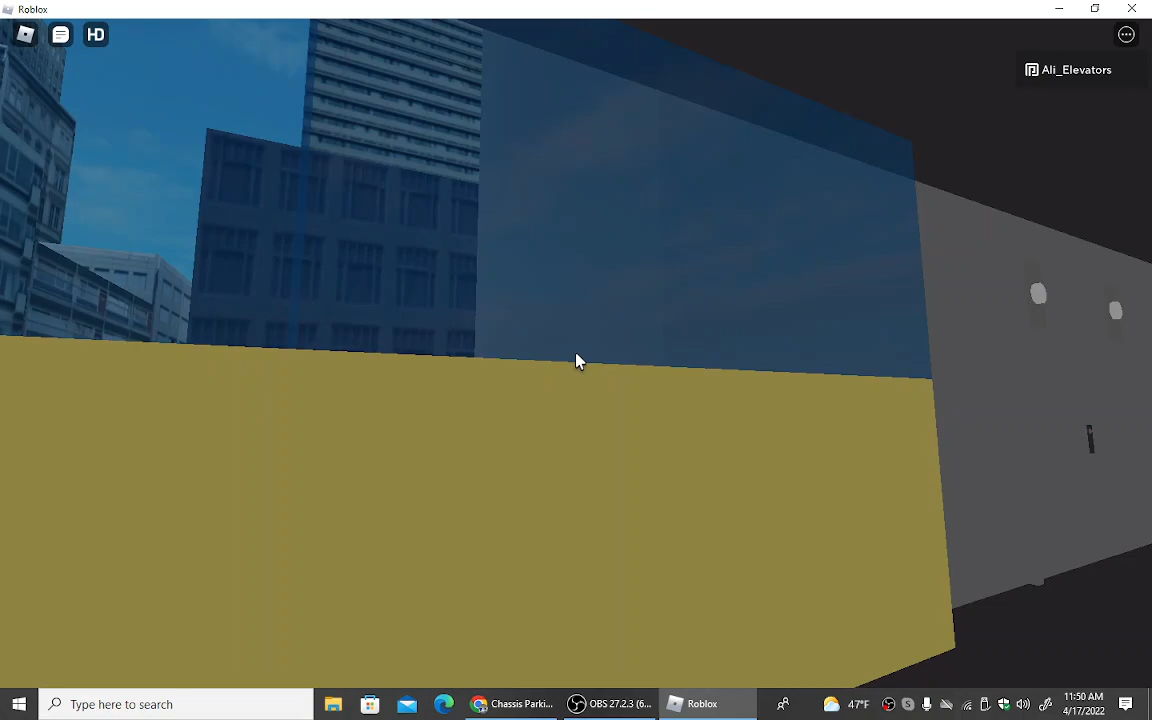 Roblox
HD
Ali_Elevators
Type here to search
Chassis Parki...
OBS 27.2.3 (6...
Roblox
47°F
11:50 AM
4/17/2022